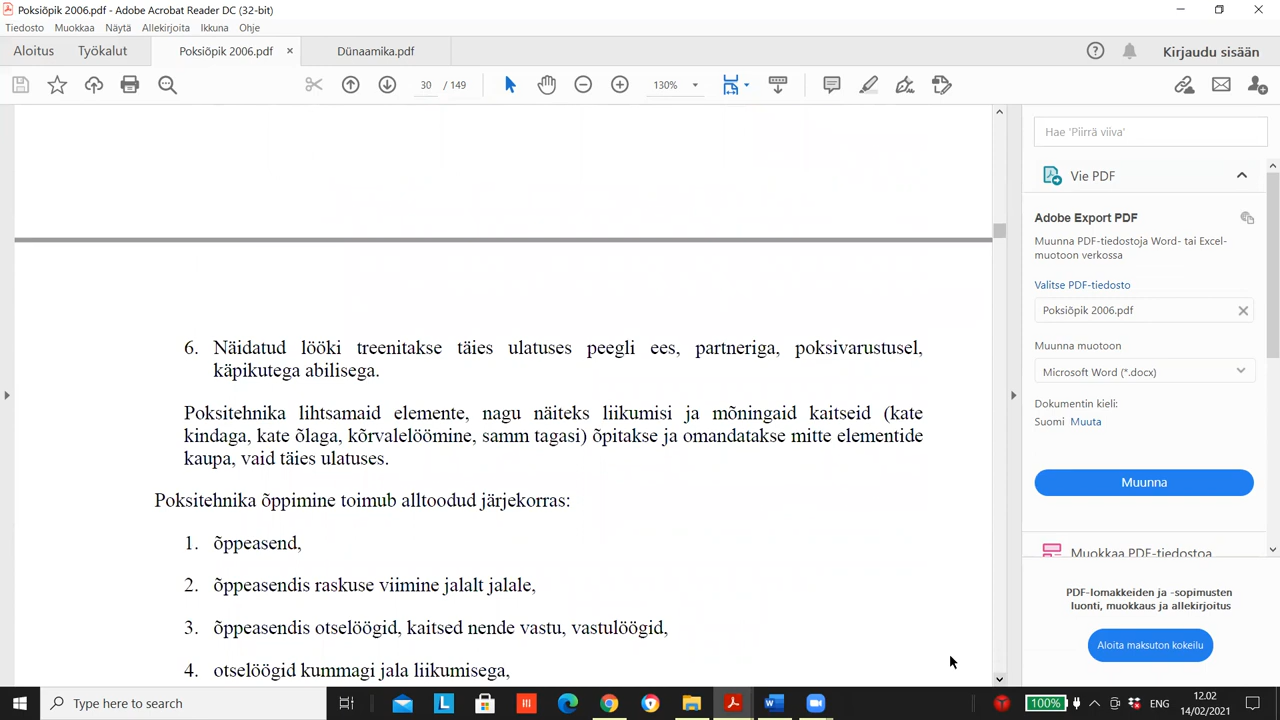 Poksiõpik 2006.pdf - Adobe Acrobat Reader DC (32-bit)
Tiedosto Muokkaa Näytä Allekirjoita Ikkuna Ohje
Aloitus Työkalut Poksiõpik 2006.pdf Dünaamika.pdf Kirjaudu sisään
30 / 149 130%
Hae 'Piirrä viiva'
Vie PDF
Adobe Export PDF
Muunna PDF-tiedostoja Word- tai Excel-
muotoon verkossa
Valitse PDF-tiedosto
Poksiõpik 2006.pdf
Muunna muotoon
Microsoft Word (*.docx)
Dokumentin kieli:
Suomi Muuta
Muunna
Muokkaa PDF-tiedostoa
PDF-lomakkeiden ja -sopimusten
luonti, muokkaus ja allekirjoitus
Aloita maksuton kokeilu
6. Näidatud lööki treenitakse täies ulatuses peegli ees, partneriga, poksivarustusel,
käpikutega abilisega.
Poksitehnika lihtsamaid elemente, nagu näiteks liikumisi ja mõningaid kaitseid (kate
kindaga, kate õlaga, kõrvalelöömine, samm tagasi) õpitakse ja omandatakse mitte elementide
kaupa, vaid täies ulatuses.
Poksitehnika õppimine toimub alltoodud järjekorras:
1. õppeasend,
2. õppeasendis raskuse viimine jalalt jalale,
3. õppeasendis otselöögid, kaitsed nende vastu, vastulöögid,
4. otselöögid kummagi jala liikumisega,
Type here to search
100% ENG
12.02
14/02/2021